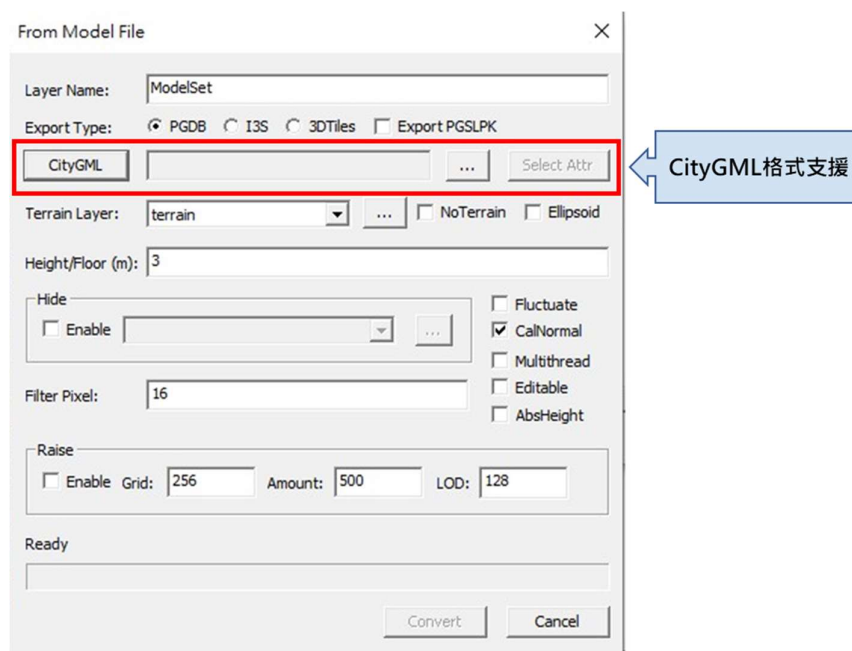 From Model File
Layer Name: ModelSet
Export Type: PGDB I3S 3DTiles Export PGSLPK
CityGML ... Select Attr
CityGML格式支援
Terrain Layer: terrain ... NoTerrain Ellipsoid
Height/Floor (m): 3
Hide
Enable ...
Fluctuate
CalNormal
Multithread
Editable
AbsHeight
Filter Pixel: 16
Raise
Enable Grid: 256 Amount: 500 LOD: 128
Ready
Convert Cancel